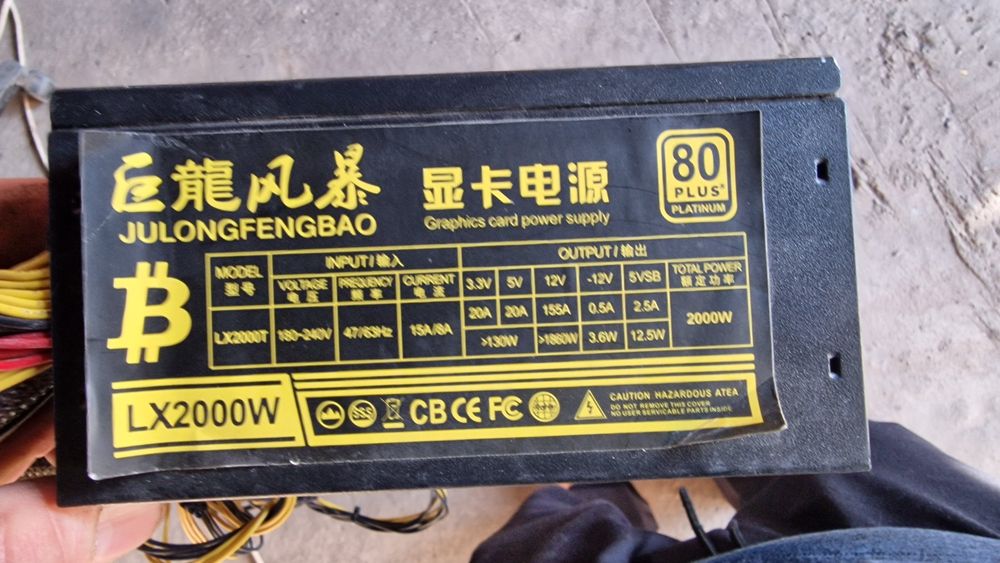 巨龍风暴
JULONGFENGBAO
显卡电源
Graphics card power supply
80
PLUS®
PLATINUM
MODEL
型号
INPUT/输入
OUTPUT/输出
VOLTAGE
电压
FREQUENCY
频率
CURRENT
电流
3.3V 5V 12V -12V 5VSB
TOTAL POWER
额定功率
LX2000T 180-240V 47/63Hz 15A/8A
20A 20A 155A 0.5A 2.5A
>130W >1860W 3.6W 12.5W
2000W
LX2000W
CB CE FC
CAUTION HAZARDOUS ATEA
DO NOT REMOVE THIS COVER
NO USER SERVICABLE PARTS INSIDE